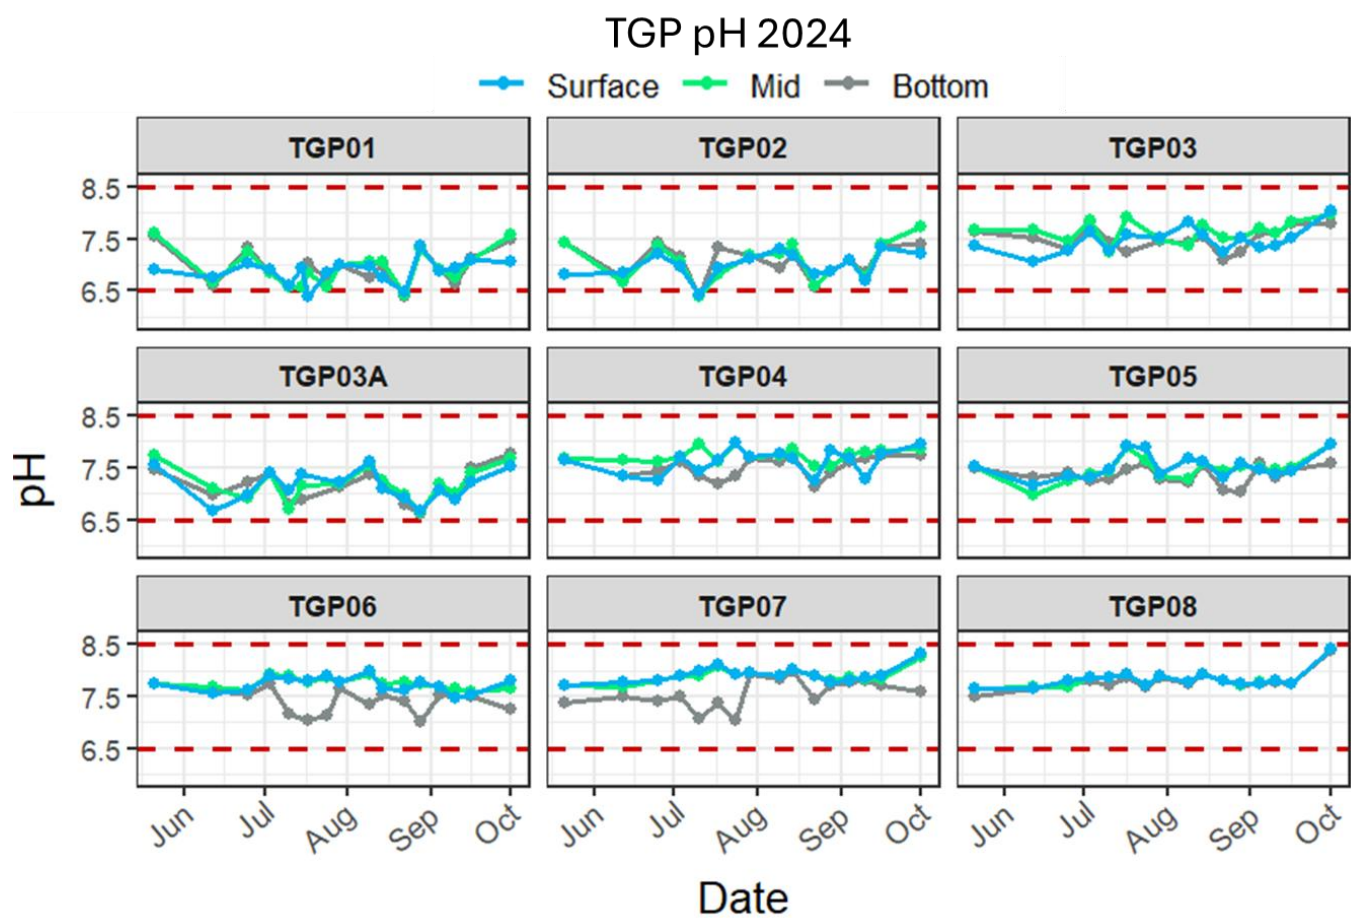 TGP pH 2024
Surface Mid Bottom
TGP01 TGP02 TGP03
8.5
7.5
6.5
TGP03A TGP04 TGP05
8.5
7.5
6.5
pH
TGP06 TGP07 TGP08
8.5
7.5
6.5
Jun Jul Aug Sep Oct Jun Jul Aug Sep Oct Jun Jul Aug Sep Oct
Date